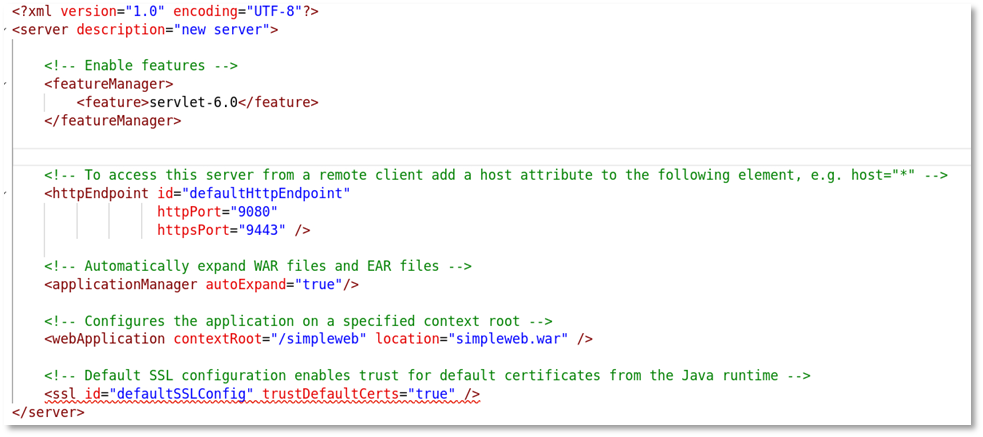 <?xml version="1.0" encoding="UTF-8"?>
<server description="new server">
<!-- Enable features -->
<featureManager>
<feature>servlet-6.0</feature>
</featureManager>
<!-- To access this server from a remote client add a host attribute to the following element, e.g. host="*" -->
<httpEndpoint id="defaultHttpEndpoint"
httpPort="9080"
httpsPort="9443" />
<!-- Automatically expand WAR files and EAR files -->
<applicationManager autoExpand="true"/>
<!-- Configures the application on a specified context root -->
<webApplication contextRoot="/simpleweb" location="simpleweb.war" />
<!-- Default SSL configuration enables trust for default certificates from the Java runtime -->
<ssl id="defaultSSLConfig" trustDefaultCerts="true" />
</server>